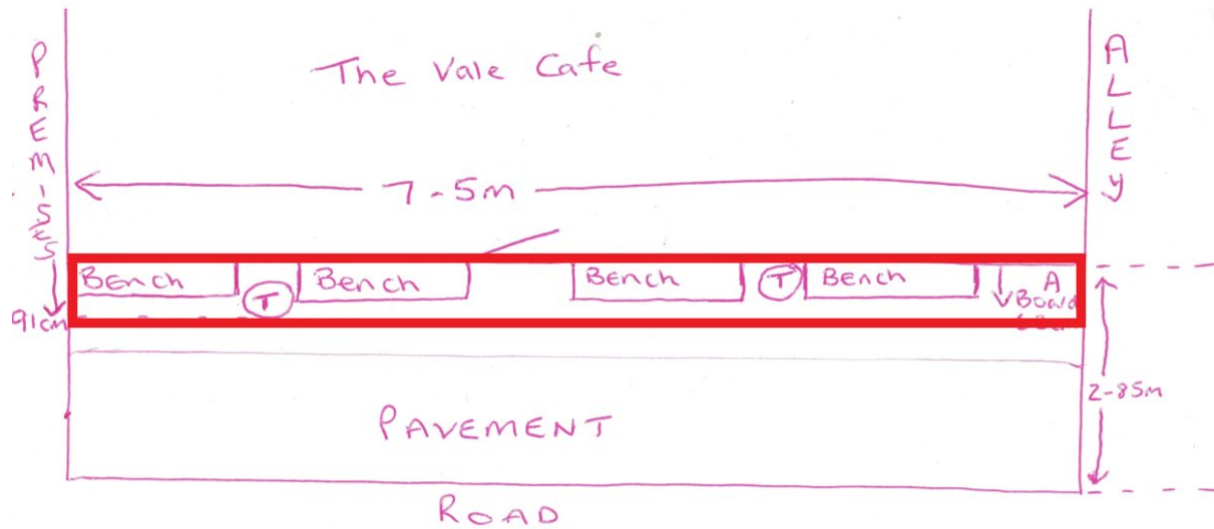 The Vale Cafe
PREMISES
ALLEY
7-5m
Bench
T
Bench
Bench
T
Bench
A
Board
91cm
2-85m
PAVEMENT
ROAD